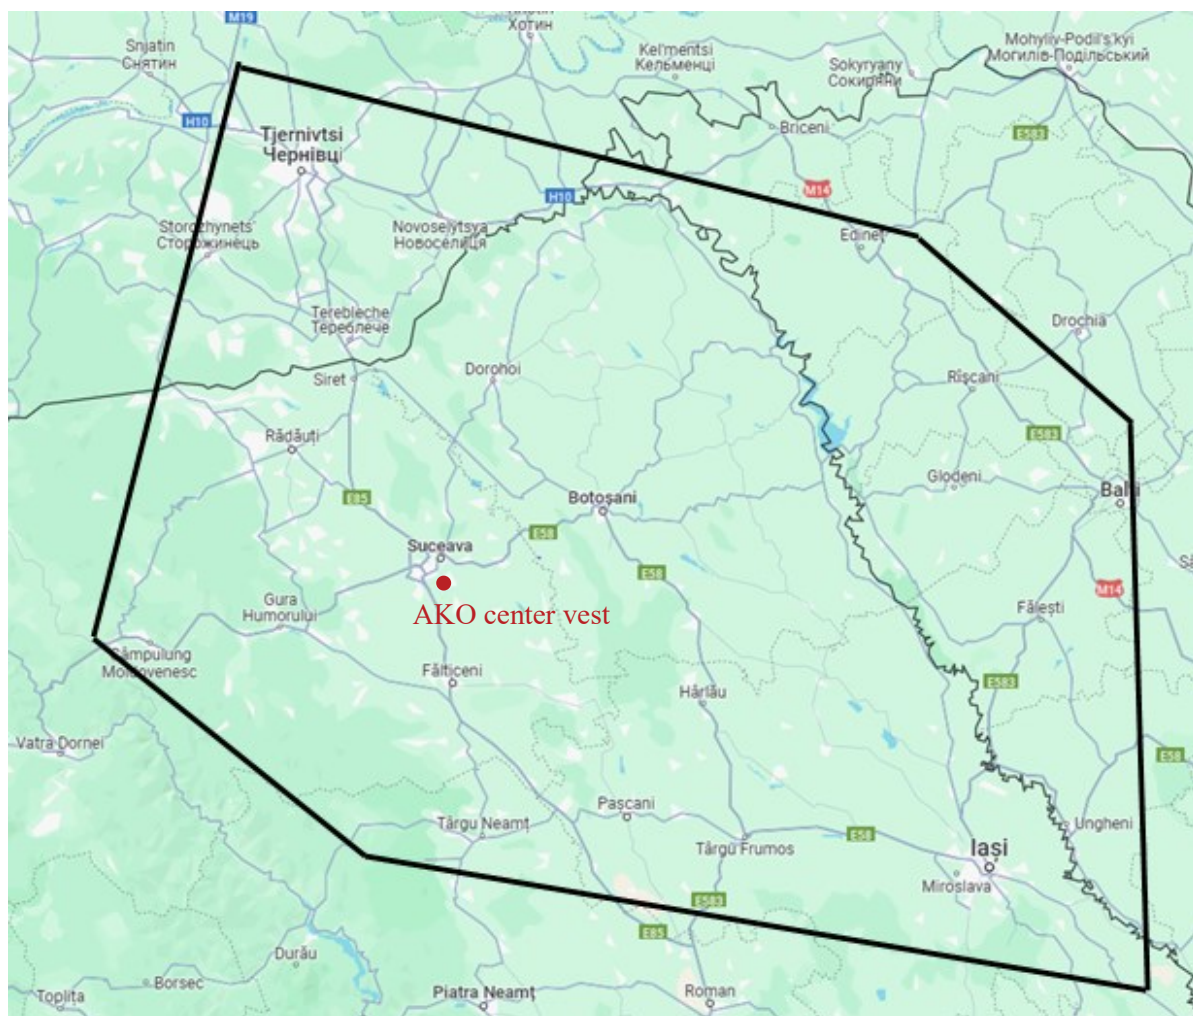 M19
Хотин
Snjatin
Снятин
Kel'mentsi
Кельменці
Sokyryany
Сокиряни
Mohyliv-Podil's'kyi
Могилів-Подільський
H10
Tjernivtsi
Чернівці
Briceni
E583
M14
H10
Storozhynets'
Сторожинець
Novoselytsya
Новоселиця
Edineț
Terebleche
Тереблече
Drochia
Siret
Dorohoi
Rîșcani
Rădăuți
E583
Glodeni
E85
Botoșani
Suceava
E58
E58
AKO center vest
M14
Gura
Humorului
Fălești
Câmpulung
Moldovenesc
Fălticeni
Hârlău
E583
Vatra Dornei
E58
Pașcani
Târgu Neamț
Târgu Frumos
E58
Ungheni
Iași
Miroslava
E583
E85
Durău
Borsec
Toplița
Piatra Neamț
Roman